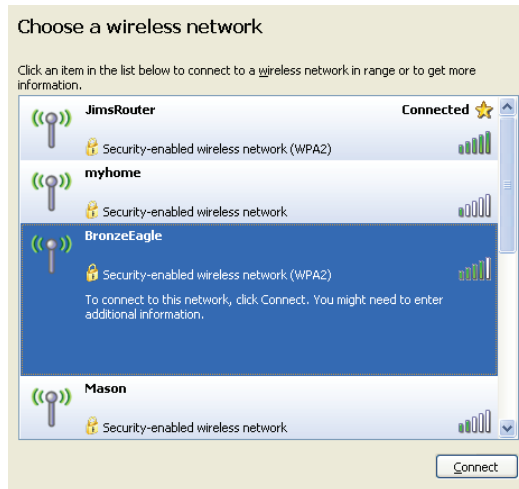 Choose a wireless network
Click an item in the list below to connect to a wireless network in range or to get more
information.
JimsRouter Connected
Security-enabled wireless network (WPA2)
myhome
Security-enabled wireless network
BronzeEagle
Security-enabled wireless network (WPA2)
To connect to this network, click Connect. You might need to enter
additional information.
Mason
Security-enabled wireless network
Connect